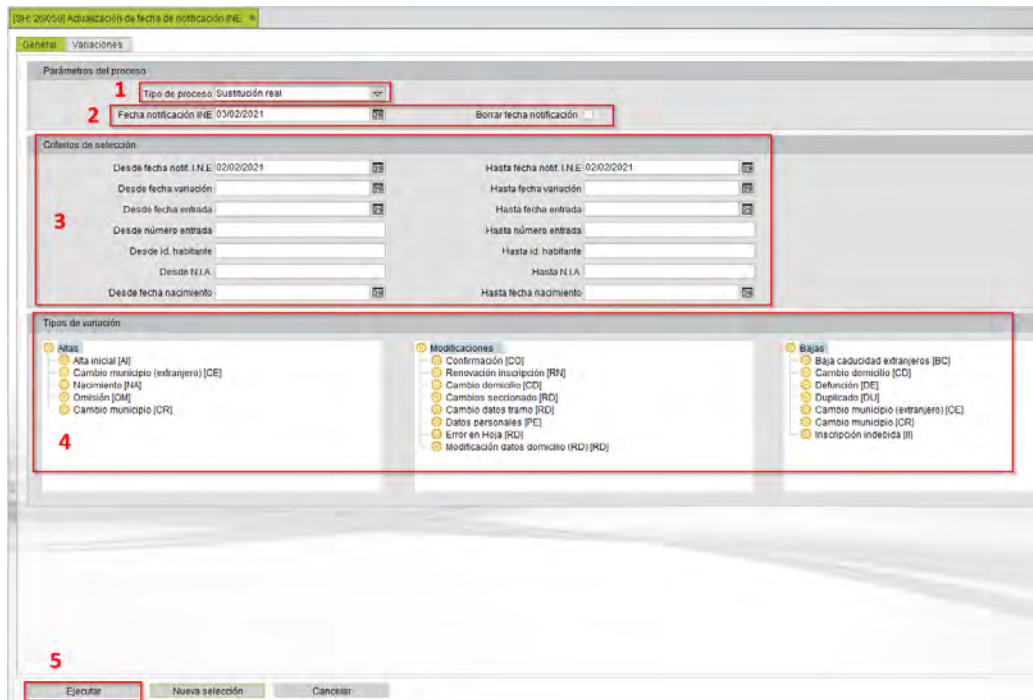 [SH: 26/056] Adualización de fecha de notificación INE
General Variaciones
Parámetros del proceso
1 Tipo de proceso Sustitución real
2 Fecha notificación INE 03/02/2021 Borrar fecha notificación
Criterios de selección
Desde fecha notif. I.N.E 02/02/2021 Hasta fecha notif. I.N.E 02/02/2021
Desde fecha variación Hasta fecha variación
Desde fecha entrada Hasta fecha entrada
3 Desde número entrada Hasta número entrada
Desde id. habitante Hasta id. habitante
Desde N.I.A. Hasta N.I.A.
Desde fecha nacimiento Hasta fecha nacimiento
Tipos de variación
Altas Modificaciones Bajas
Alta inicial [AI] Confirmación [CO] Baja caducidad extranjeros [BC]
Cambio municipio (extranjero) [CE] Renovación inscripción [RN] Cambio domicilio [CD]
Nacimiento [NA] Cambio domicilio [CD] Defunción [DE]
Omisión [OM] Cambios seccionado [RD] Duplicado [DU]
Cambio municipio [CR] Cambio datos tramo [RD] Cambio municipio (extranjero) [CE]
Datos personales [PE] Cambio municipio [CR]
4 Error en Hoja [RD] Inscripción indebida [II]
Modificación datos domicilio (RD) [RD]
5
Ejecutar Nueva selección Cancelar